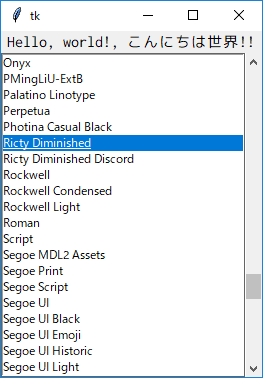 tk
Hello, world!, こんにちは世界!!
Onyx
PMingLiU-ExtB
Palatino Linotype
Perpetua
Photina Casual Black
Ricty Diminished
Ricty Diminished Discord
Rockwell
Rockwell Condensed
Rockwell Light
Roman
Script
Segoe MDL2 Assets
Segoe Print
Segoe Script
Segoe UI
Segoe UI Black
Segoe UI Emoji
Segoe UI Historic
Segoe UI Light